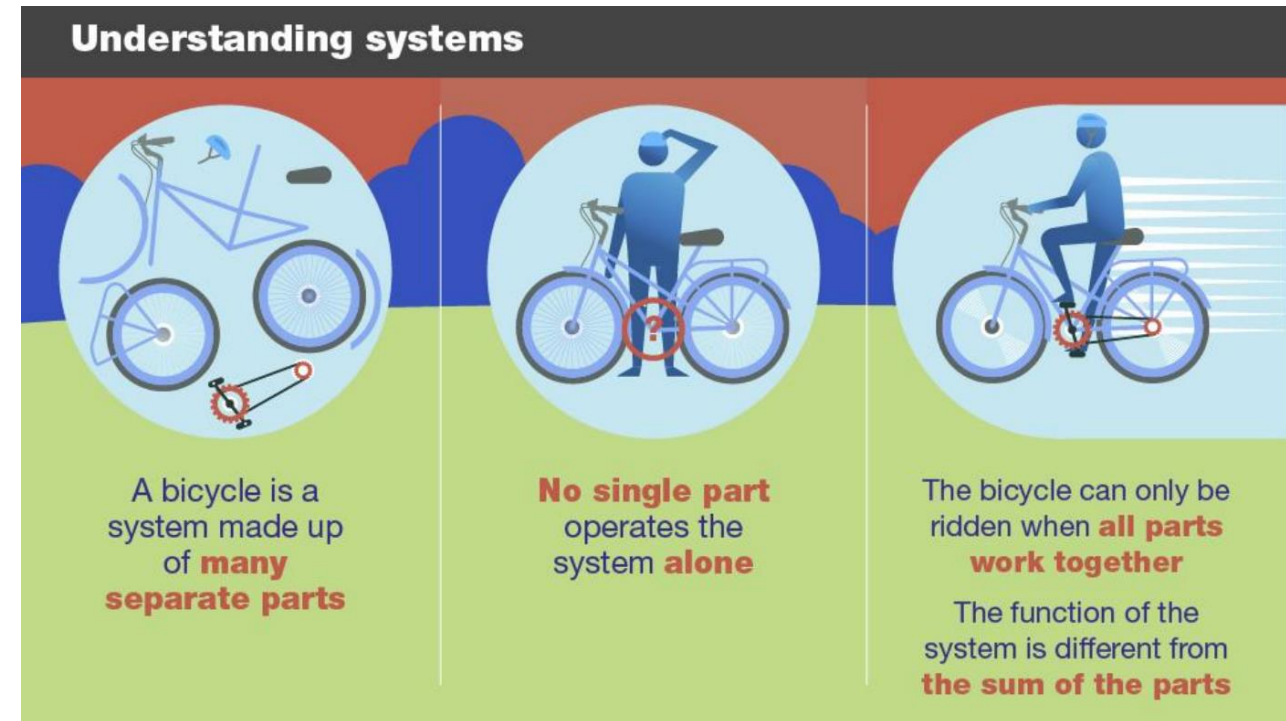 Understanding systems
A bicycle is a
system made up
of many
separate parts
No single part
operates the
system alone
?
The bicycle can only be
ridden when all parts
work together
The function of the
system is different from
the sum of the parts